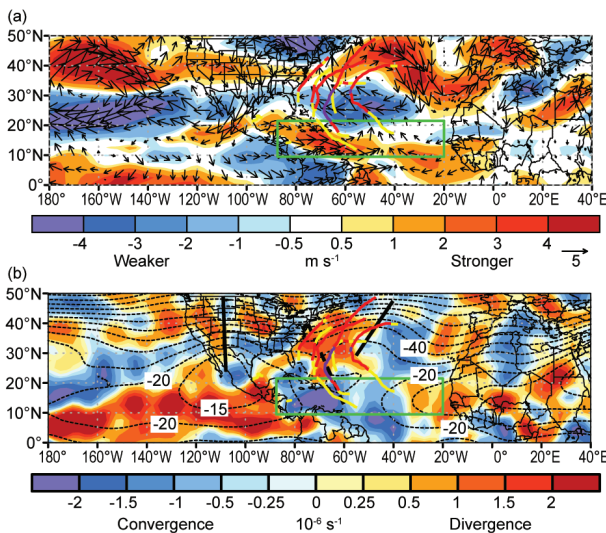 (a)
50°N
40°N
30°N
20°N
10°N
0°
180° 160°W 140°W 120°W 100°W 80°W 60°W 40°W 20°W 0° 20°E 40°E
-4 -3 -2 -1 -0.5 0.5 1 2 3 4
Weaker m s⁻¹ Stronger 5
(b)
50°N
40°N
30°N
20°N
10°N
0°
-40
-20 -20
-15
-20 -20
180° 160°W 140°W 120°W 100°W 80°W 60°W 40°W 20°W 0° 20°E 40°E
-2 -1.5 -1 -0.5 -0.25 0 0.25 0.5 1 1.5 2
Convergence 10⁻⁶ s⁻¹ Divergence